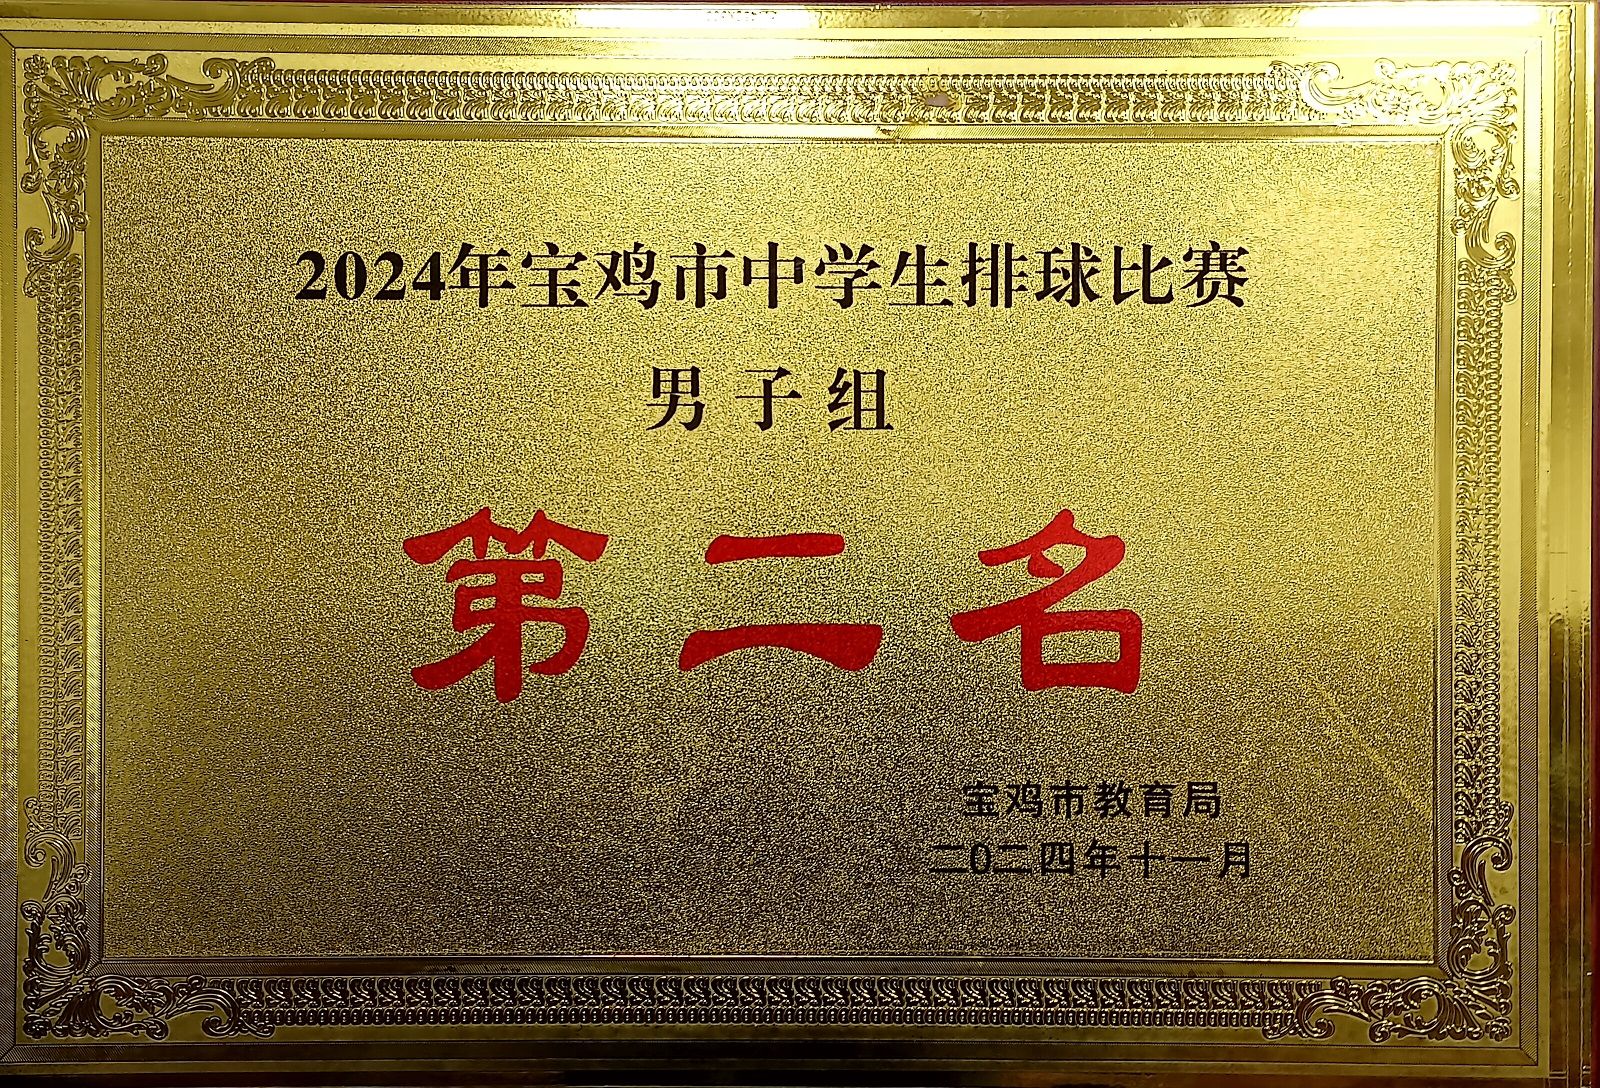 2024年宝鸡市中学生排球比赛
男子组
第二名
宝鸡市教育局
二0二四年十一月